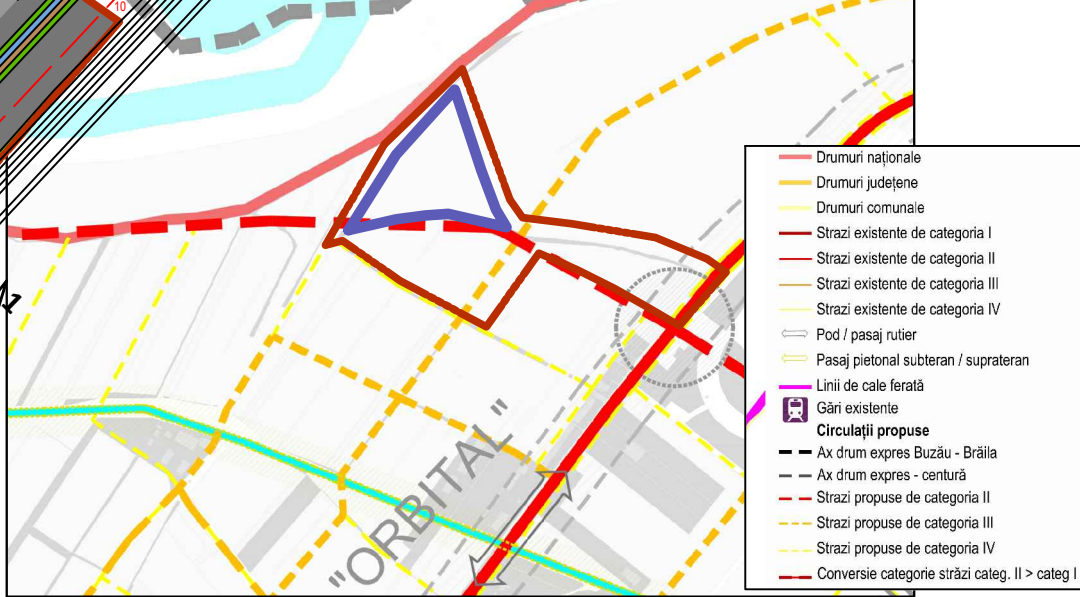 10
1
"ORBITAL"
Drumuri naționale
Drumuri județene
Drumuri comunale
Strazi existente de categoria I
Strazi existente de categoria II
Strazi existente de categoria III
Strazi existente de categoria IV
Pod / pasaj rutier
Pasaj pietonal subteran / suprateran
Linii de cale ferată
Gări existente
Circulații propuse
Ax drum expres Buzău - Brăila
Ax drum expres - centură
Strazi propuse de categoria II
Strazi propuse de categoria III
Strazi propuse de categoria IV
Conversie categorie străzi categ. II > categ I